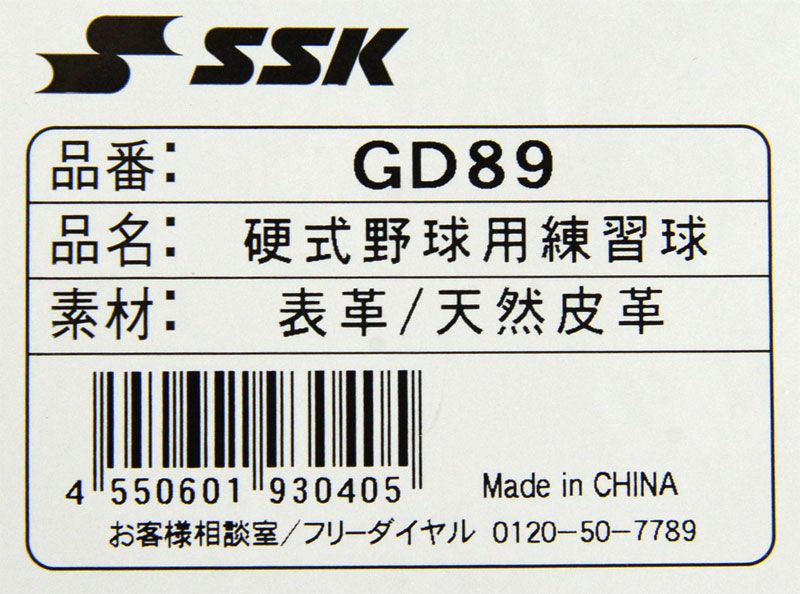 SSK
品番: GD89
品名: 硬式野球用練習球
素材: 表革/天然皮革
4 550601 930405
Made in CHINA
お客様相談室/フリーダイヤル 0120-50-7789